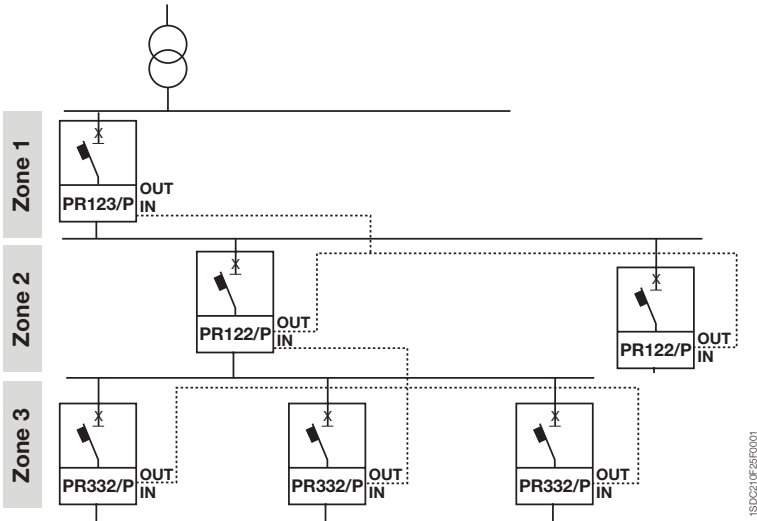 Zone 1
PR123/P
OUT
IN
Zone 2
PR122/P
OUT
IN
PR122/P
OUT
IN
Zone 3
PR332/P
OUT
IN
PR332/P
OUT
IN
PR332/P
OUT
IN
1SDC210F25F0001